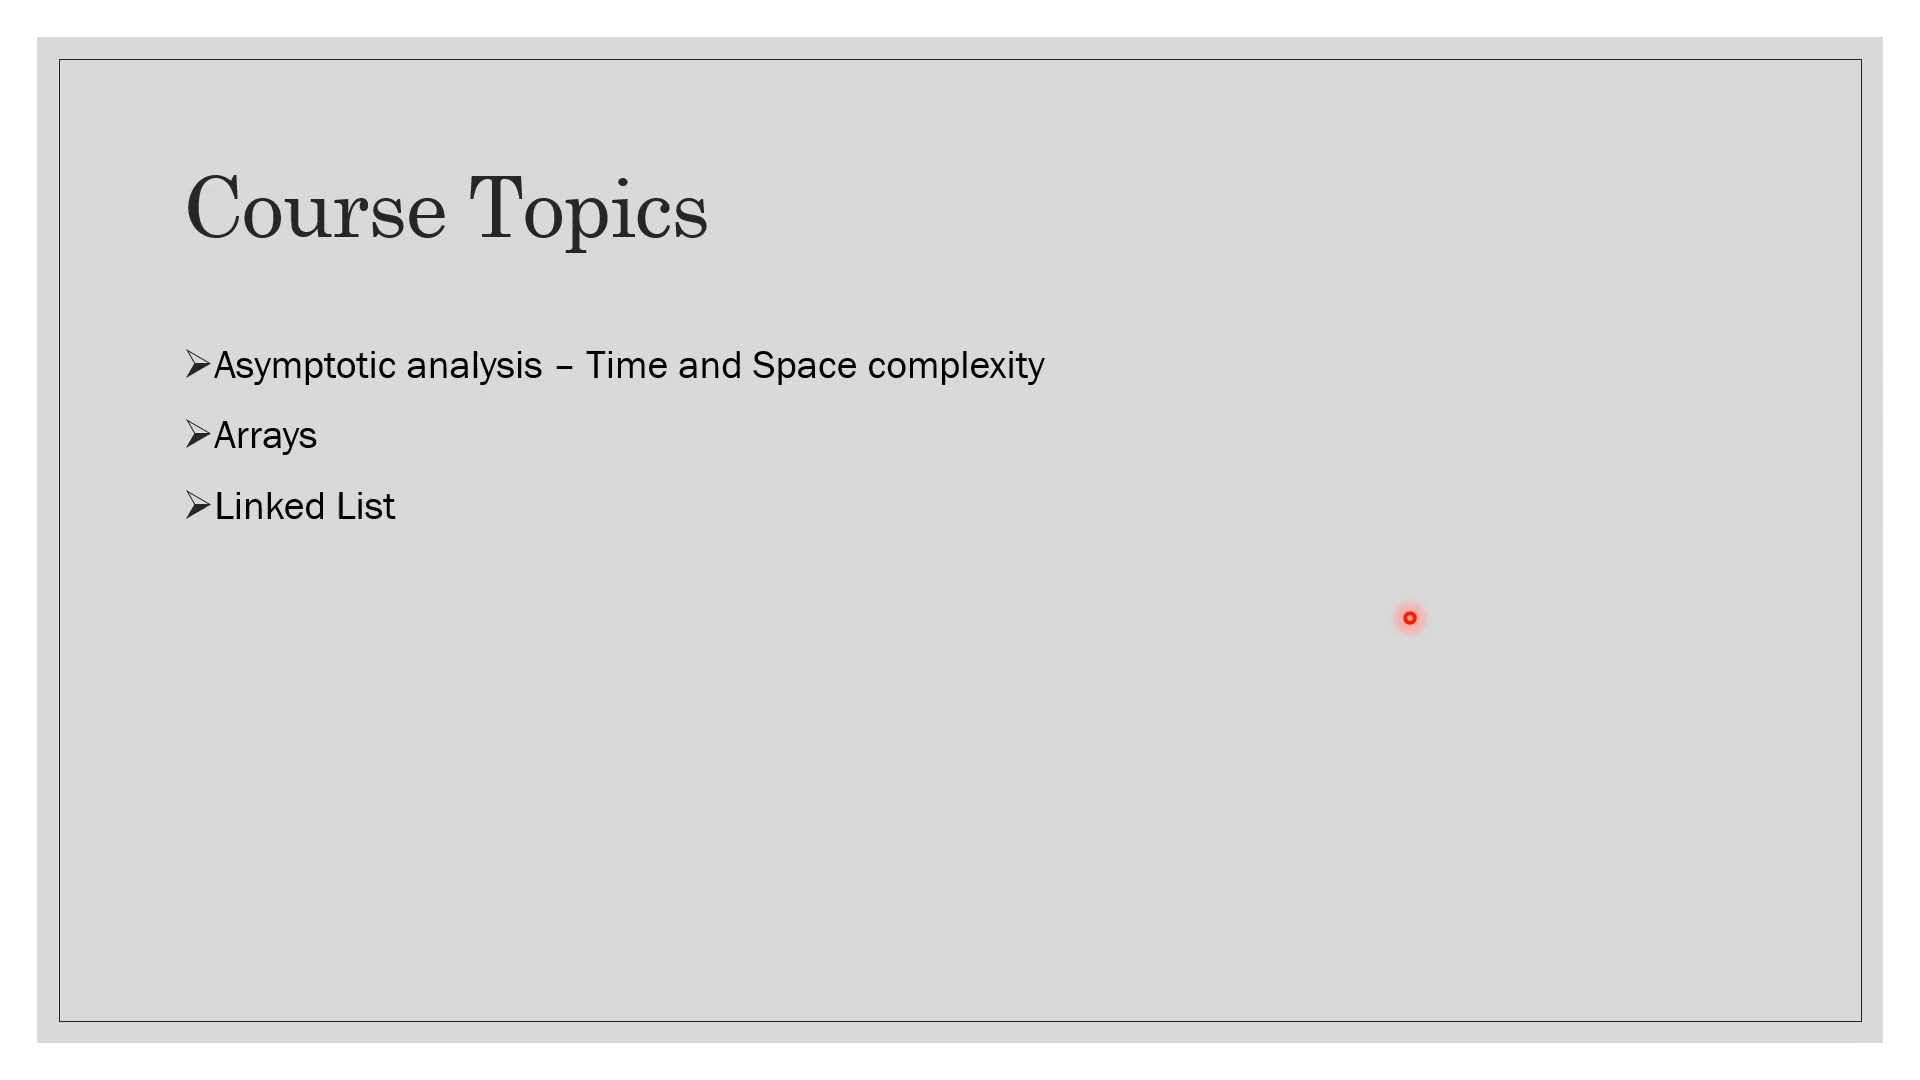 Course Topics
Asymptotic analysis – Time and Space complexity
Arrays
Linked List